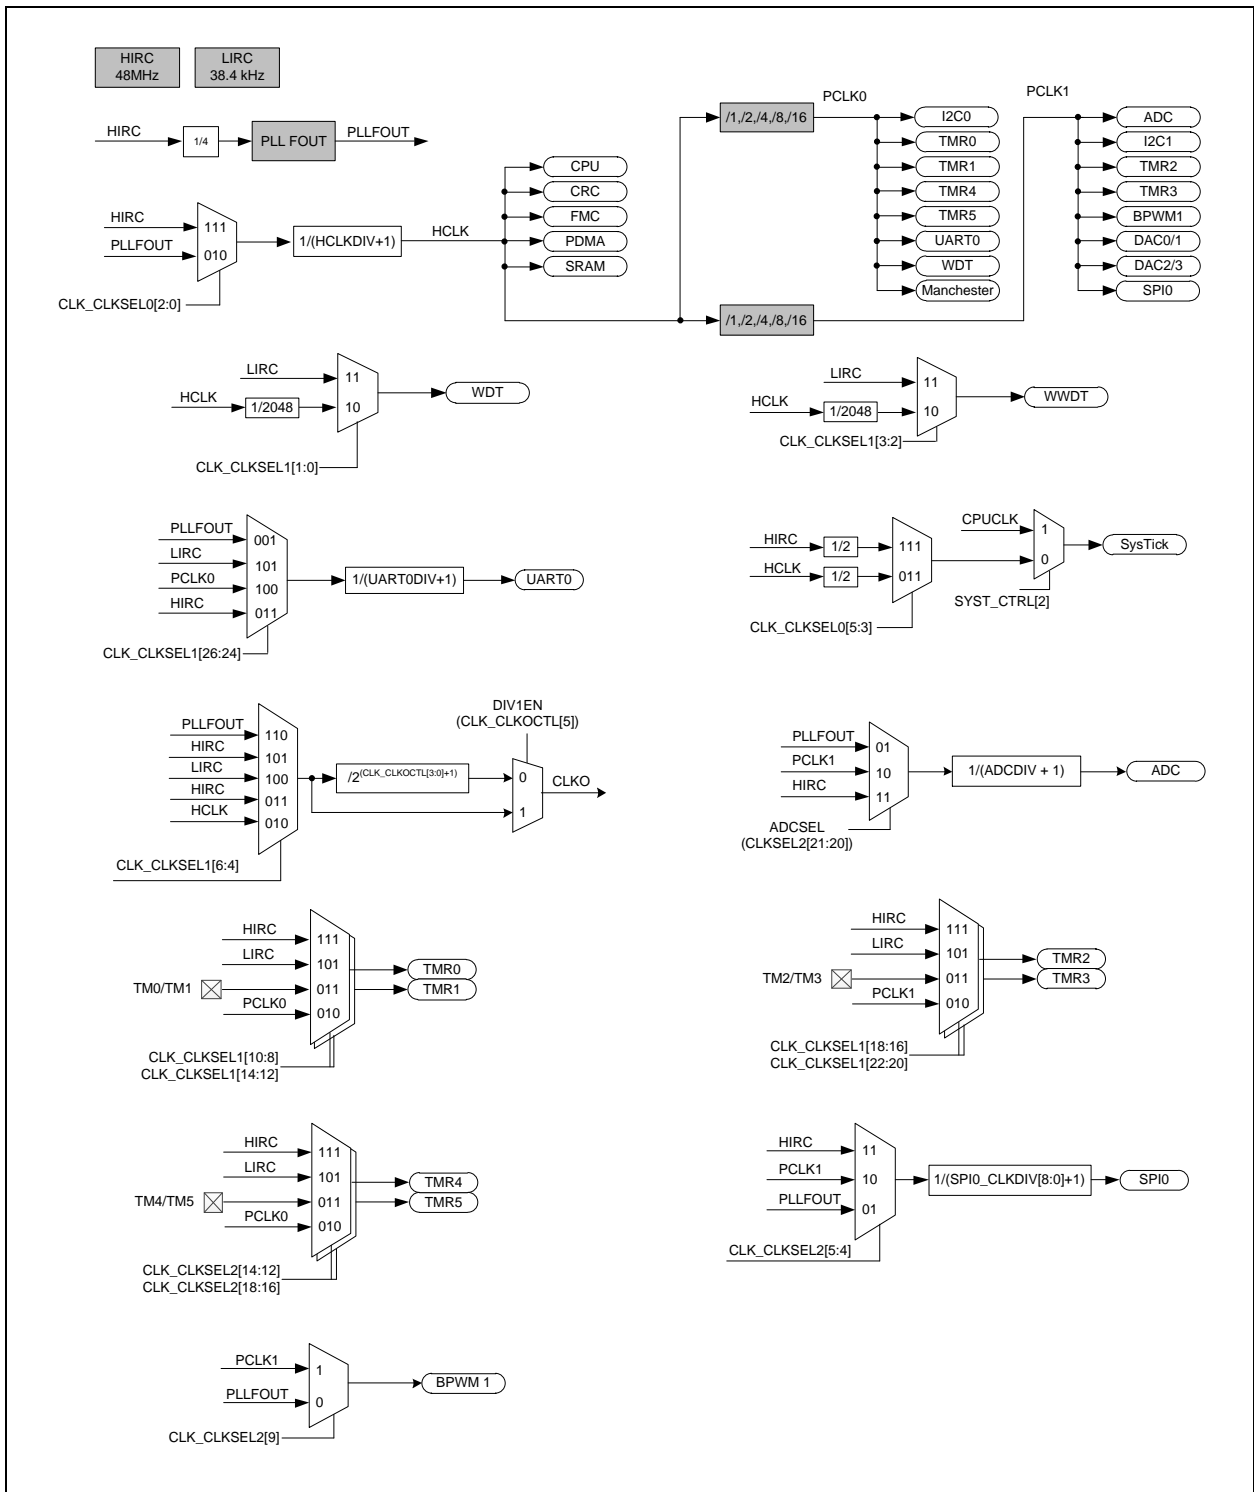 HIRC
48MHz
LIRC
38.4 kHz
HIRC
1/4
PLL FOUT
PLLFOUT
HIRC
PLLFOUT
111
010
CLK_CLKSEL0[2:0]
1/(HCLKDIV+1)
HCLK
CPU
CRC
FMC
PDMA
SRAM
/1,/2,/4,/8,/16
/1,/2,/4,/8,/16
PCLK0
I2C0
TMR0
TMR1
TMR4
TMR5
UART0
WDT
Manchester
PCLK1
ADC
I2C1
TMR2
TMR3
BPWM1
DAC0/1
DAC2/3
SPI0
LIRC
HCLK
1/2048
11
10
CLK_CLKSEL1[1:0]
WDT
LIRC
HCLK
1/2048
11
10
CLK_CLKSEL1[3:2]
WWDT
PLLFOUT
LIRC
PCLK0
HIRC
001
101
100
011
CLK_CLKSEL1[26:24]
1/(UART0DIV+1)
UART0
HIRC
HCLK
1/2
1/2
111
011
CLK_CLKSEL0[5:3]
CPUCLK
1
0
SYST_CTRL[2]
SysTick
PLLFOUT
HIRC
LIRC
HIRC
HCLK
110
101
100
011
010
CLK_CLKSEL1[6:4]
/2(CLK_CLKOCTL[3:0]+1)
DIV1EN
(CLK_CLKOCTL[5])
0
1
CLKO
PLLFOUT
PCLK1
HIRC
01
10
11
ADCSEL
(CLKSEL2[21:20])
1/(ADCDIV + 1)
ADC
HIRC
LIRC
TM0/TM1
PCLK0
111
101
011
010
CLK_CLKSEL1[10:8]
CLK_CLKSEL1[14:12]
TMR0
TMR1
HIRC
LIRC
TM2/TM3
PCLK1
111
101
011
010
CLK_CLKSEL1[18:16]
CLK_CLKSEL1[22:20]
TMR2
TMR3
HIRC
LIRC
TM4/TM5
PCLK0
111
101
011
010
CLK_CLKSEL2[14:12]
CLK_CLKSEL2[18:16]
TMR4
TMR5
HIRC
PCLK1
PLLFOUT
11
10
01
CLK_CLKSEL2[5:4]
1/(SPI0_CLKDIV[8:0]+1)
SPI0
PCLK1
PLLFOUT
1
0
CLK_CLKSEL2[9]
BPWM 1